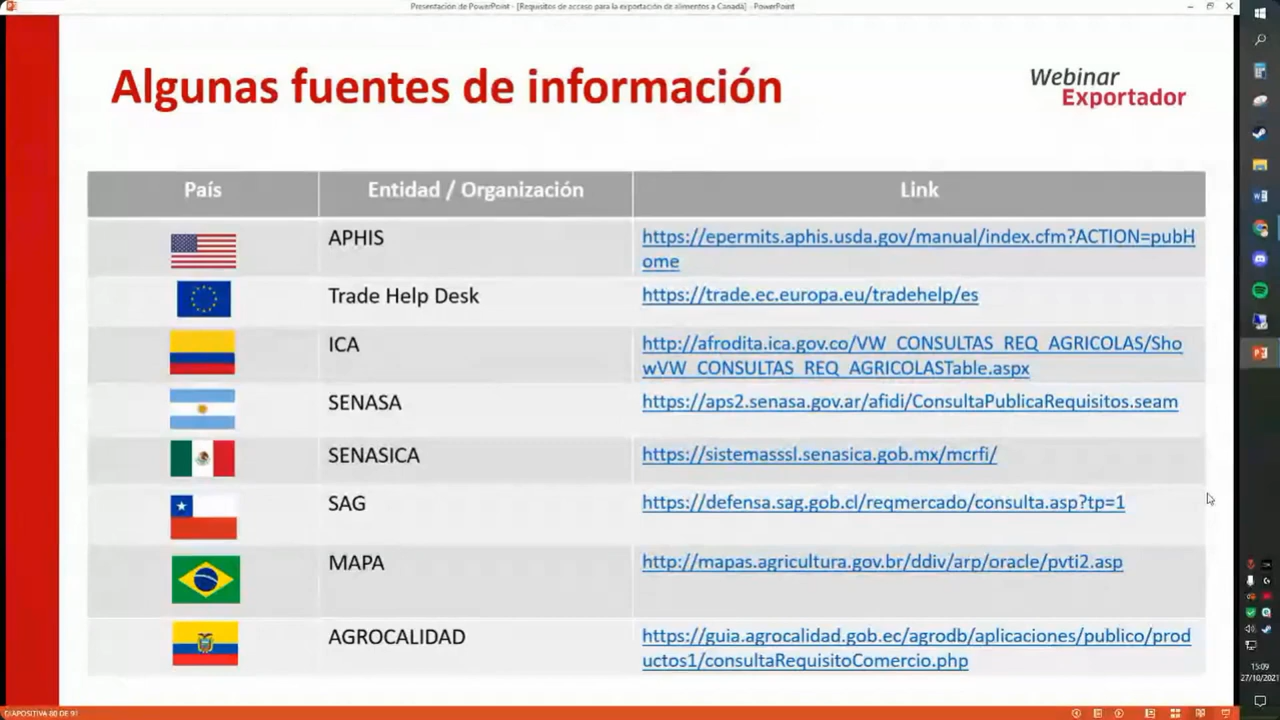 Presentación de PowerPoint - [Requisitos de acceso para la exportación de alimentos a Canadá] - PowerPoint
Algunas fuentes de información
Webinar
Exportador
País
Entidad / Organización
Link
APHIS
https://epermits.aphis.usda.gov/manual/index.cfm?ACTION=pubH
ome
Trade Help Desk
https://trade.ec.europa.eu/tradehelp/es
ICA
http://afrodita.ica.gov.co/VW_CONSULTAS_REQ_AGRICOLAS/Sho
wVW_CONSULTAS_REQ_AGRICOLASTable.aspx
SENASA
https://aps2.senasa.gov.ar/afidi/ConsultaPublicaRequisitos.seam
SENASICA
https://sistemasssl.senasica.gob.mx/mcrfi/
SAG
https://defensa.sag.gob.cl/reqmercado/consulta.asp?tp=1
MAPA
http://mapas.agricultura.gov.br/ddiv/arp/oracle/pvti2.asp
AGROCALIDAD
https://guia.agrocalidad.gob.ec/agrodb/aplicaciones/publico/prod
uctos1/consultaRequisitoComercio.php
15:09
27/10/2021
DIAPOSITIVA 80 DE 91